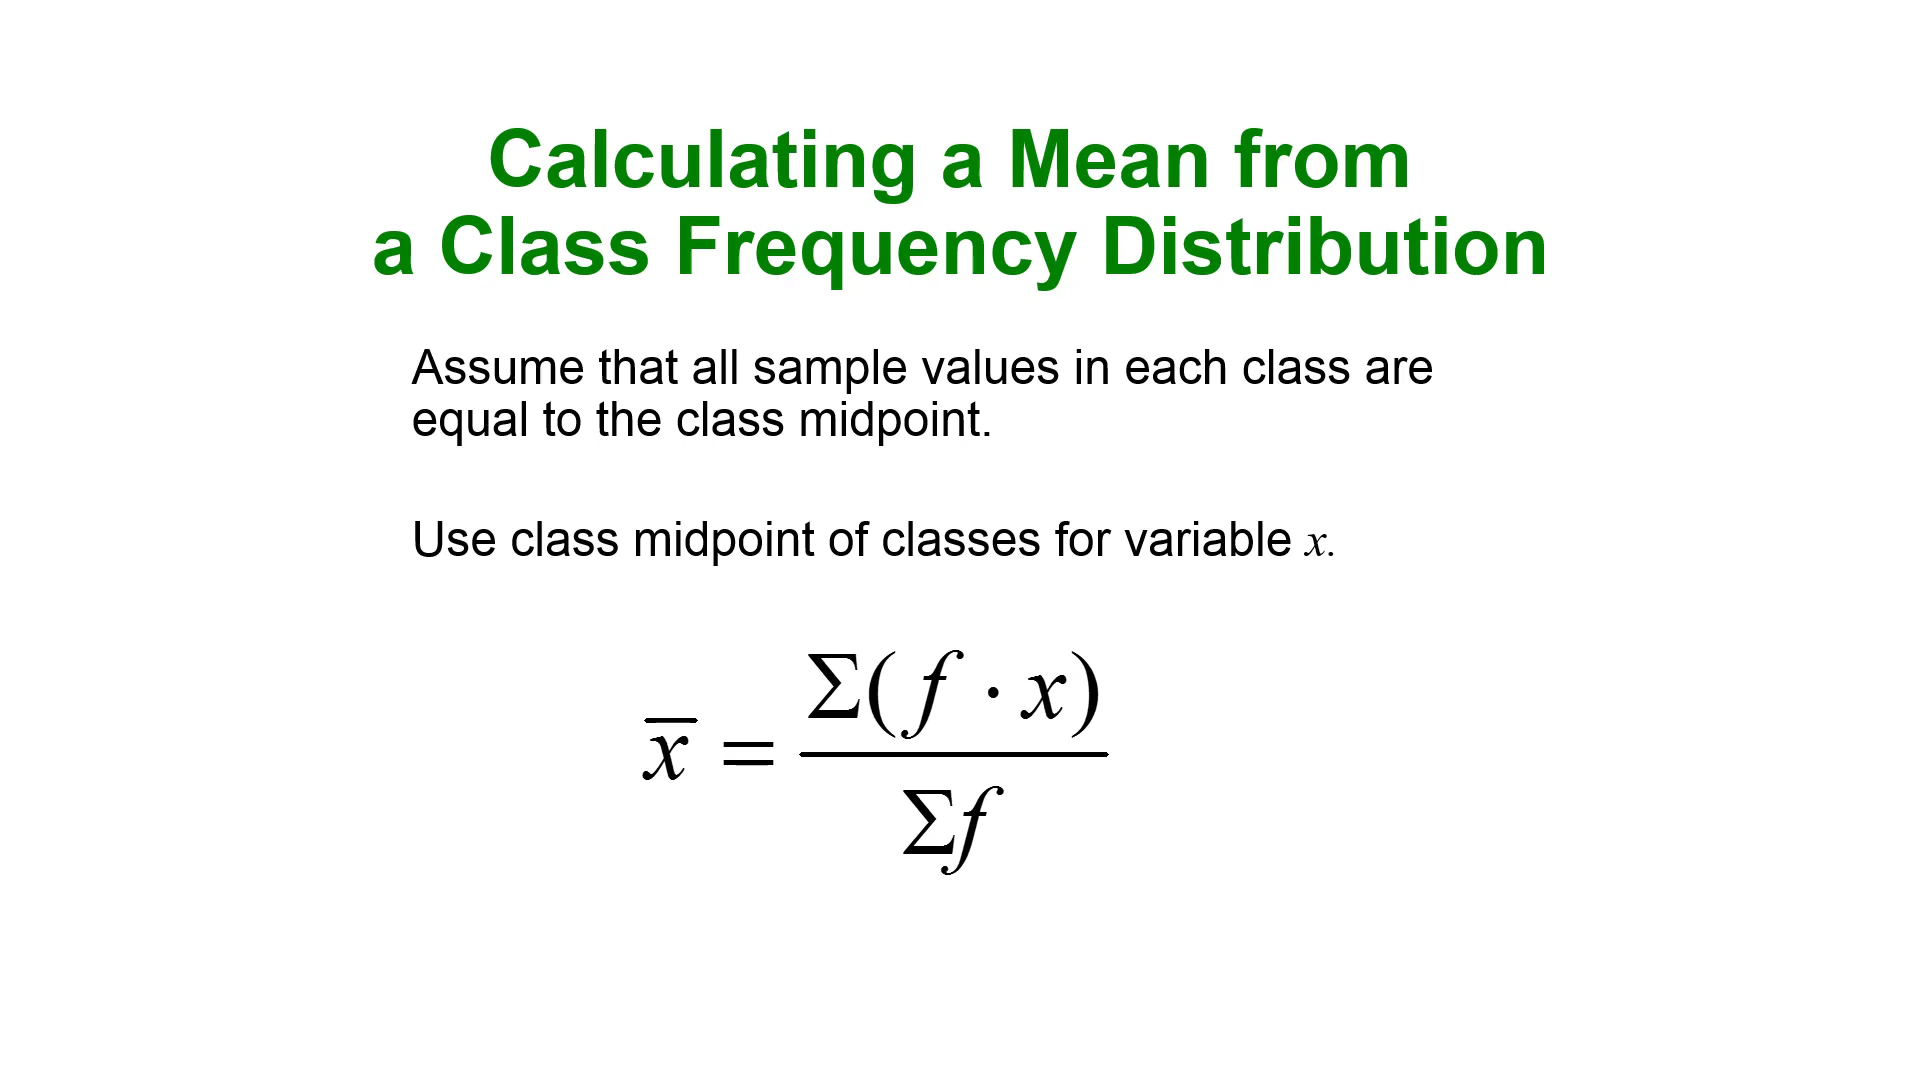 Calculating a Mean from
a Class Frequency Distribution
Assume that all sample values in each class are
equal to the class midpoint.
Use class midpoint of classes for variable x.
x̅ = Σ(f · x) / Σf